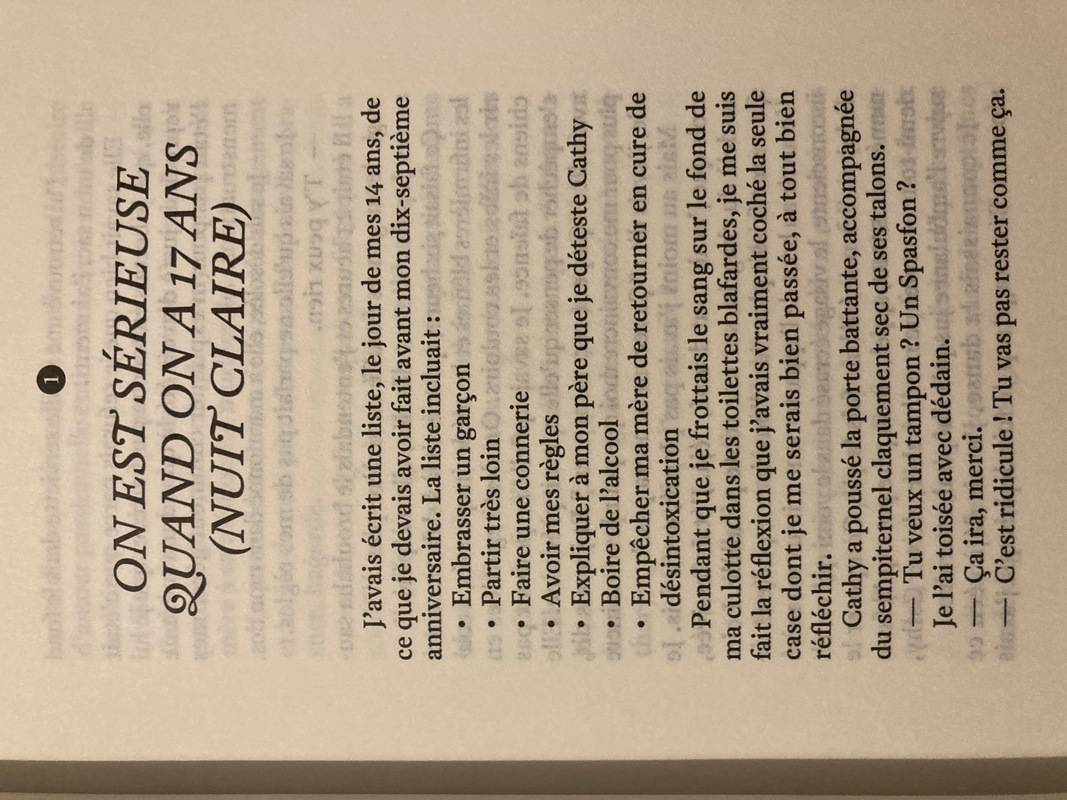 1
ON EST SÉRIEUSE
QUAND ON A 17 ANS
(NUIT CLAIRE)
J’avais écrit une liste, le jour de mes 14 ans, de
ce que je devais avoir fait avant mon dix-septième
anniversaire. La liste incluait :
• Embrasser un garçon
• Partir très loin
• Faire une connerie
• Avoir mes règles
• Expliquer à mon père que je déteste Cathy
• Boire de l’alcool
• Empêcher ma mère de retourner en cure de
désintoxication
Pendant que je frottais le sang sur le fond de
ma culotte dans les toilettes blafardes, je me suis
fait la réflexion que j’avais vraiment coché la seule
case dont je me serais bien passée, à tout bien
réfléchir.
Cathy a poussé la porte battante, accompagnée
du sempiternel claquement sec de ses talons.
— Tu veux un tampon ? Un Spasfon ?
Je l’ai toisée avec dédain.
— Ça ira, merci.
— C’est ridicule ! Tu vas pas rester comme ça.